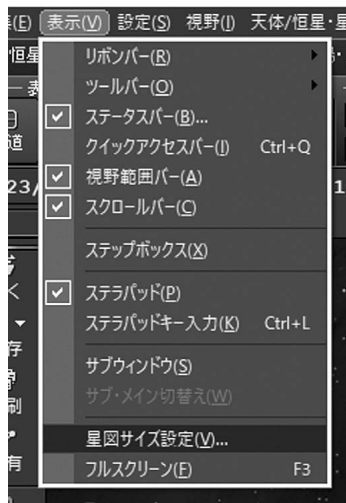 (E) 表示(V) 設定(S) 視野(I) 天体/恒星・星
恒星
リボンバー(R)
ツールバー(O)
ステータスバー(B)...
道
クイックアクセスバー(I) Ctrl+Q
23/
視野範囲バー(A)
1
スクロールバー(C)
ステップボックス(X)
ステラパッド(P)
ステラパッドキー入力(K) Ctrl+L
存
サブウィンドウ(S)
刷
サブ・メイン切替え(W)
星図サイズ設定(V)...
有
フルスクリーン(F) F3